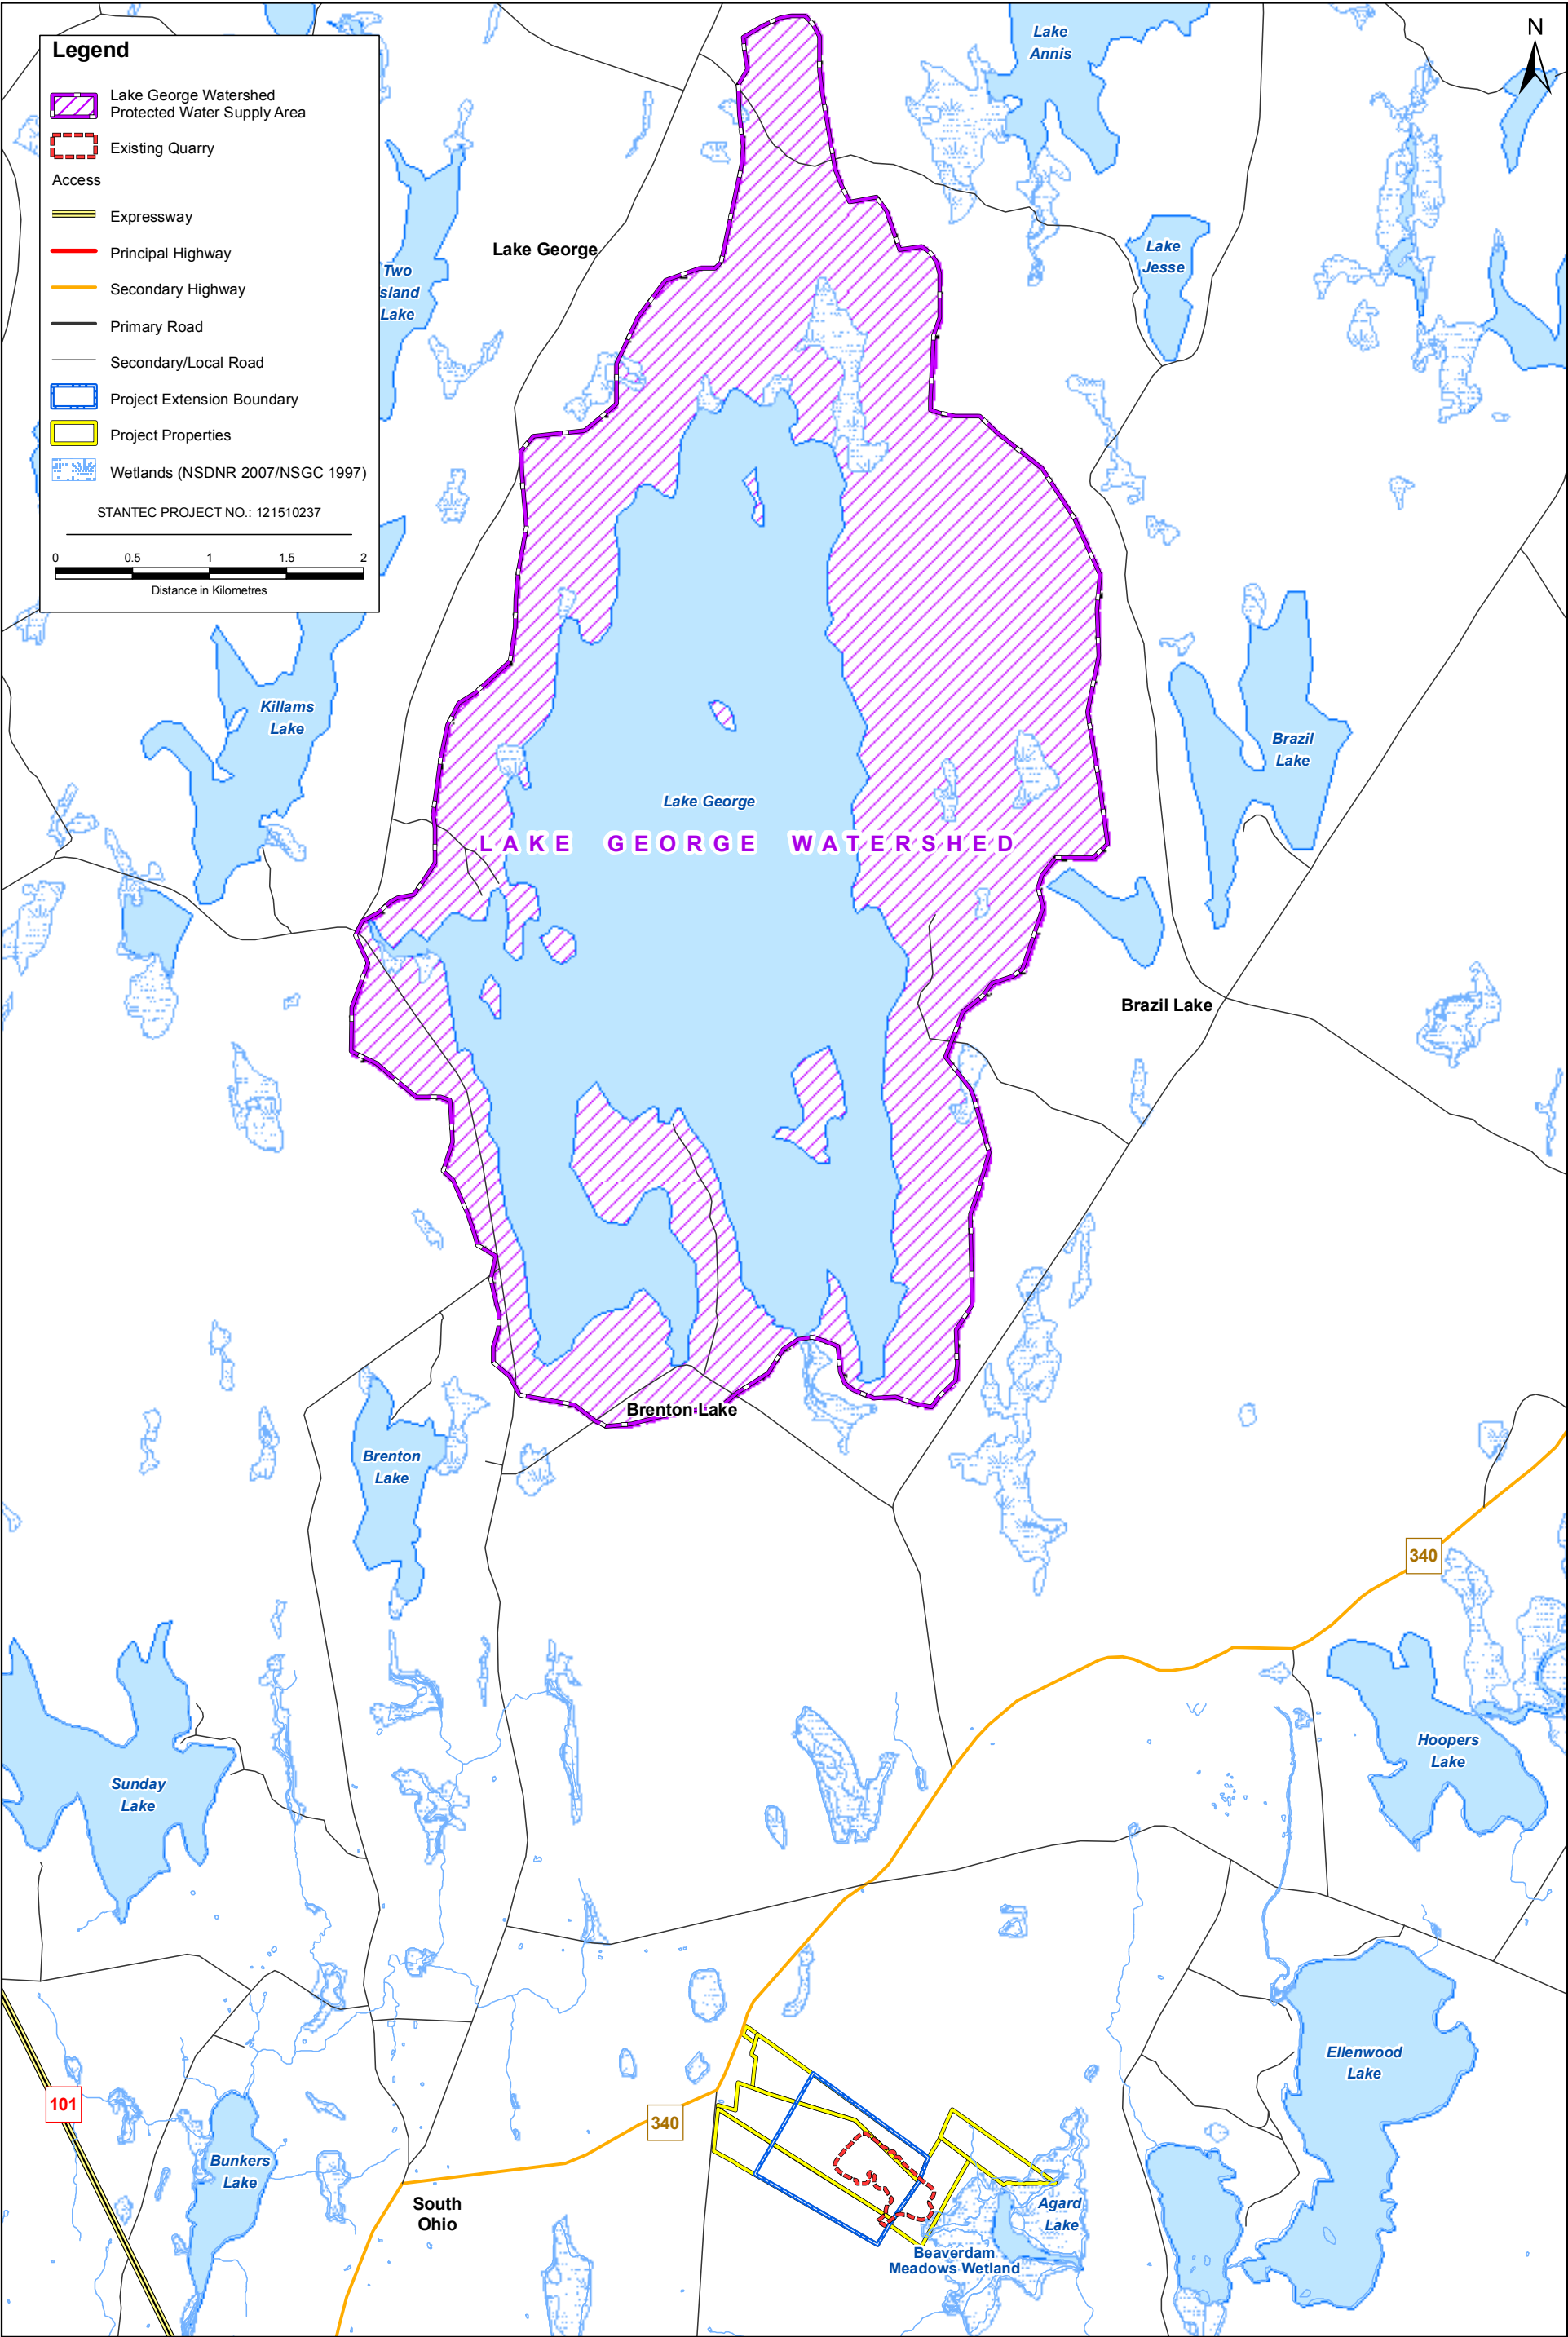 Legend
Lake George Watershed
Protected Water Supply Area
Existing Quarry
Access
Expressway
Principal Highway
Secondary Highway
Primary Road
Secondary/Local Road
Project Extension Boundary
Project Properties
Wetlands (NSDNR 2007/NSGC 1997)
STANTEC PROJECT NO.: 121510237
0 0.5 1 1.5 2
Distance in Kilometres
N
Lake
Annis
Lake George
Lake
Jesse
Two
sland
Lake
Killams
Lake
Brazil
Lake
Lake George
LAKE GEORGE WATERSHED
Brazil Lake
Brenton Lake
Brenton
Lake
340
Hoopers
Lake
Sunday
Lake
Ellenwood
Lake
101
340
Bunkers
Lake
South
Ohio
Agard
Lake
Beaverdam
Meadows Wetland